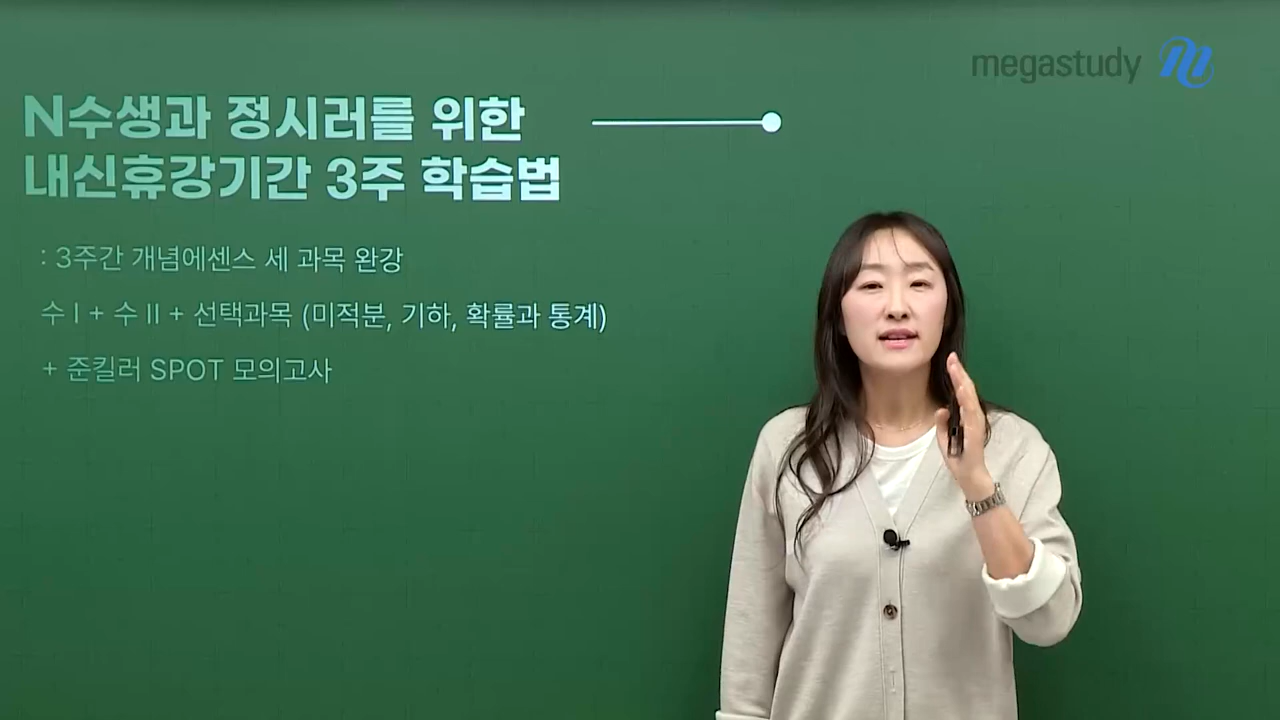 megastudy
N수생과 정시러를 위한
내신휴강기간 3주 학습법
: 3주간 개념에센스 세 과목 완강
수Ⅰ + 수Ⅱ + 선택과목 (미적분, 기하, 확률과 통계)
+ 준킬러 SPOT 모의고사